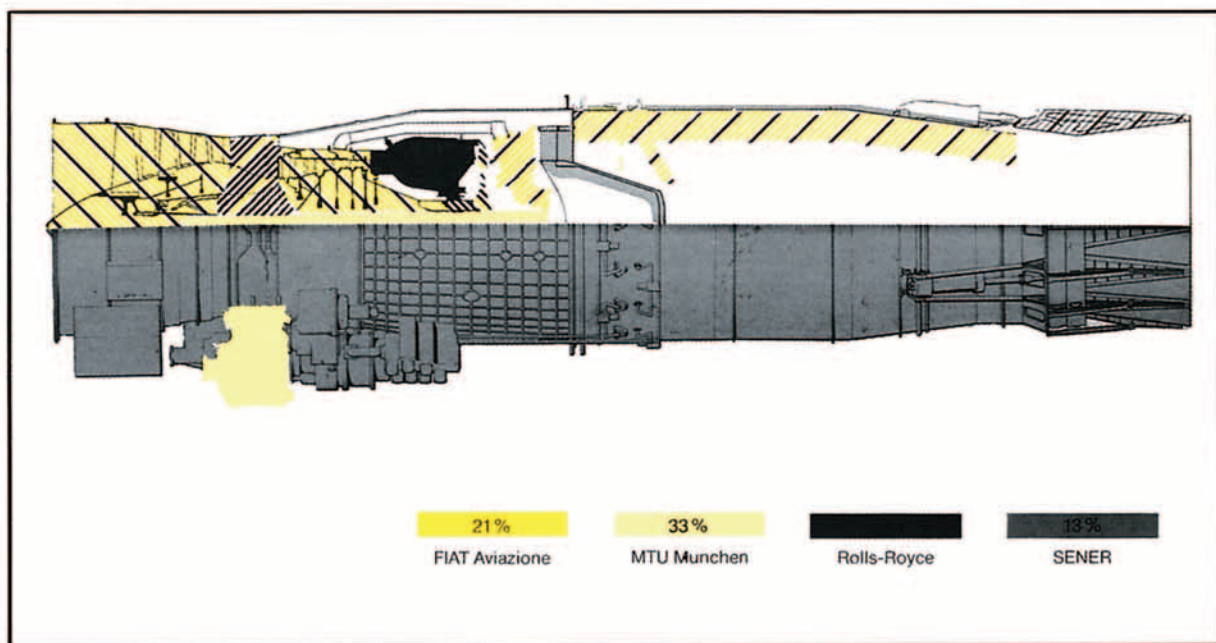 21% 33% 13%
FIAT Aviazione MTU Munchen Rolls-Royce SENER